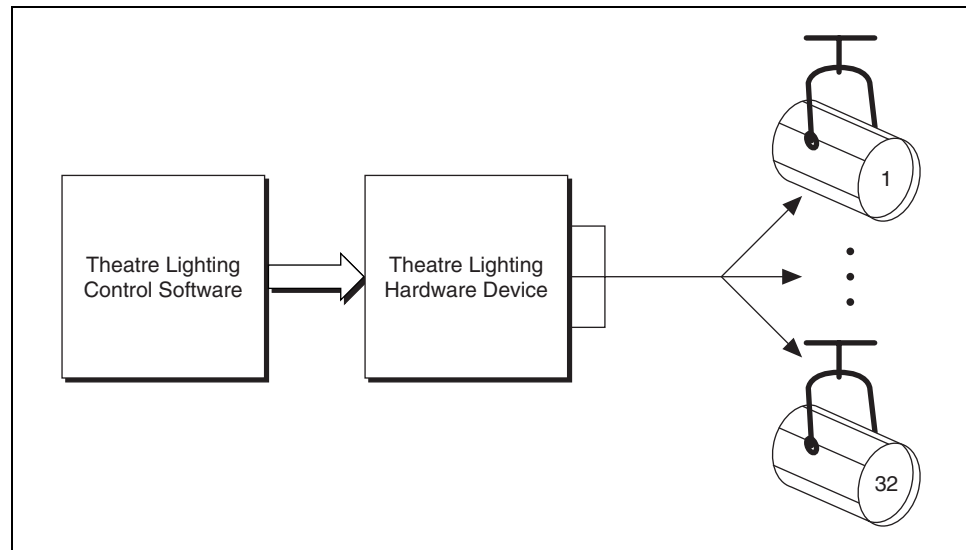 Theatre Lighting
Control Software
Theatre Lighting
Hardware Device
1
32